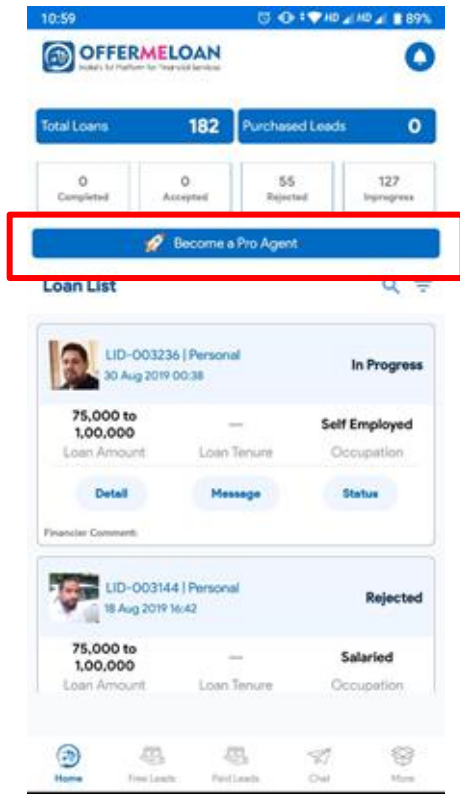 10:59 HD HD 89%
OFFERMELOAN
Total Loans 182 Purchased Leads 0
0 0 55 127
Completed Accepted Rejected Inprogress
Become a Pro Agent
Loan List
LID-003236 | Personal
30 Aug 2019 00:38
In Progress
75,000 to
1,00,000
— Self Employed
Loan Amount Loan Tenure Occupation
Detail Message Status
Financier Comment:
LID-003144 | Personal
18 Aug 2019 16:42
Rejected
75,000 to
1,00,000
— Salaried
Loan Amount Loan Tenure Occupation
Home Free Leads Paid Leads Chat More